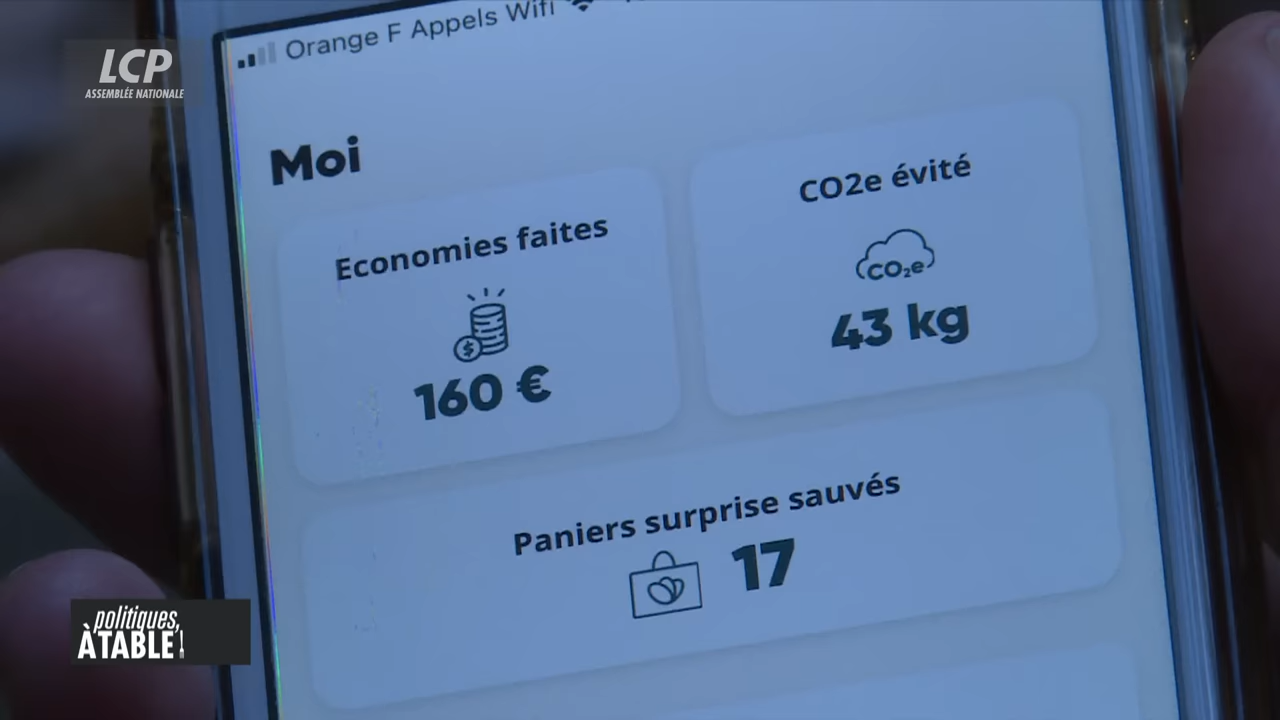 Orange F Appels Wifi
LCP
ASSEMBLÉE NATIONALE
Moi
Economies faites
$
160 €
CO2e évité
CO₂e
43 kg
Paniers surprise sauvés
17
politiques,
À TABLE!